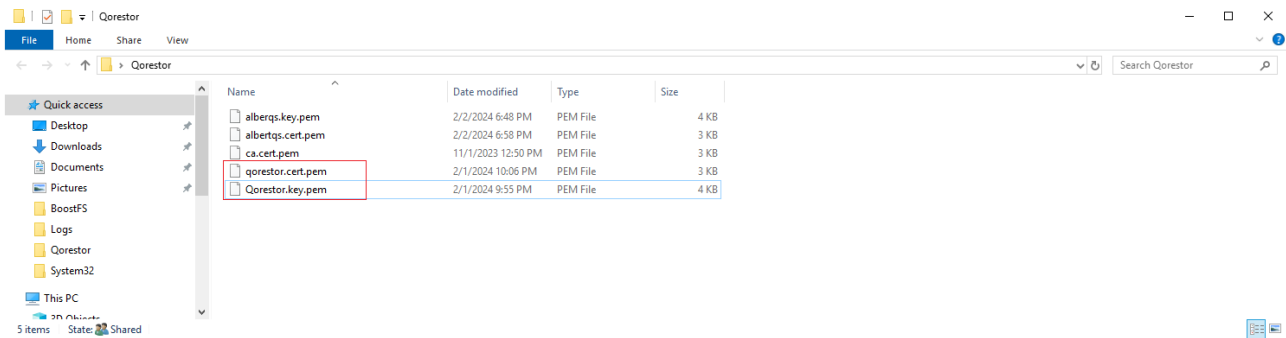 Qorestor
File Home Share View
Qorestor
Search Qorestor
Name Date modified Type Size
Quick access
Desktop
Downloads
Documents
Pictures
BoostFS
Logs
Qorestor
System32
This PC
3D Objects
alberqs.key.pem 2/2/2024 6:48 PM PEM File 4 KB
albertqs.cert.pem 2/2/2024 6:58 PM PEM File 3 KB
ca.cert.pem 11/1/2023 12:50 PM PEM File 3 KB
qorestor.cert.pem 2/1/2024 10:06 PM PEM File 3 KB
Qorestor.key.pem 2/1/2024 9:55 PM PEM File 4 KB
5 items State: Shared